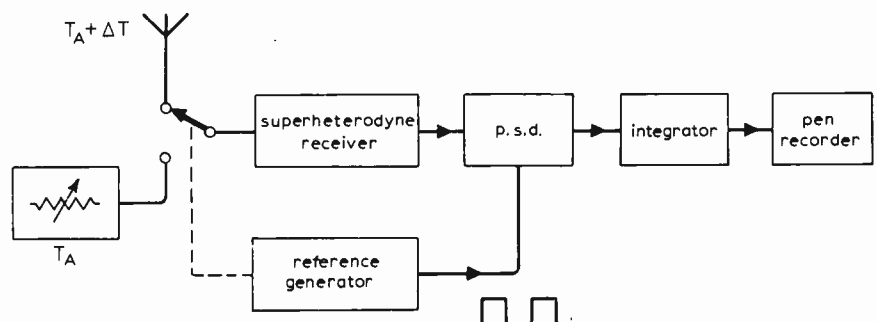 T_A + ΔT
superheterodyne
receiver
p.s.d.
integrator
pen
recorder
T_A
reference
generator